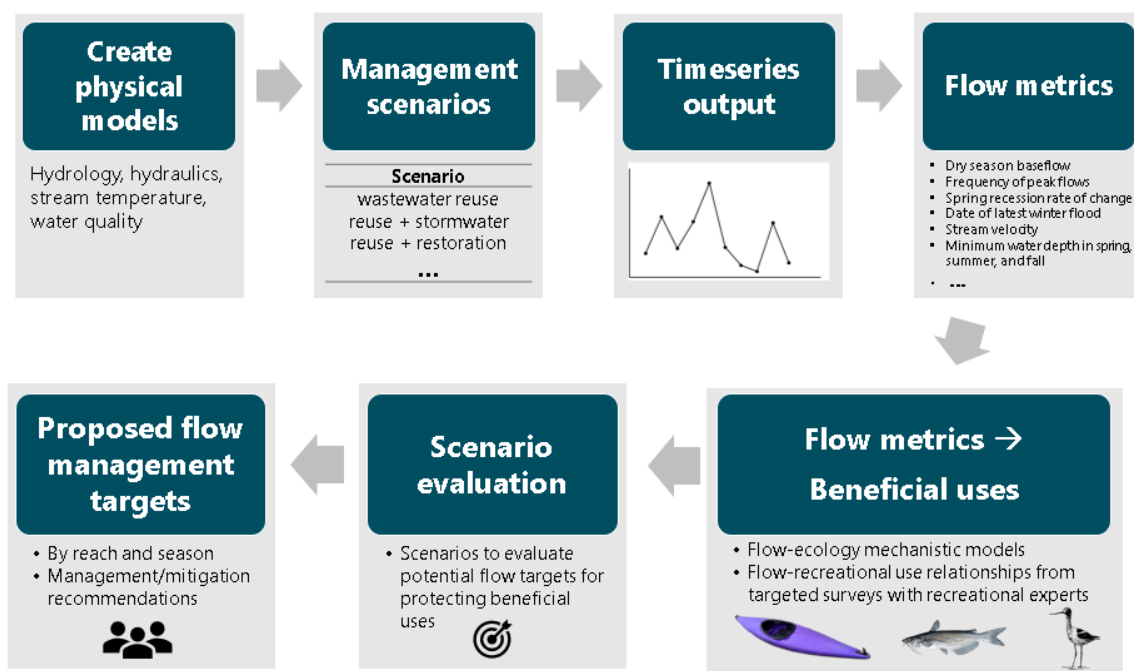 Create
physical
models
Hydrology, hydraulics,
stream temperature,
water quality
Management
scenarios
Scenario
wastewater reuse
reuse + stormwater
reuse + restoration
...
Timeseries
output
Flow metrics
• Dry season baseflow
• Frequency of peak flows
• Spring recession rate of change
• Date of latest winter flood
• Stream velocity
• Minimum water depth in spring,
summer, and fall
• ...
Flow metrics →
Beneficial uses
• Flow-ecology mechanistic models
• Flow-recreational use relationships from
targeted surveys with recreational experts
Scenario
evaluation
• Scenarios to evaluate
potential flow targets for
protecting beneficial
uses
Proposed flow
management
targets
• By reach and season
• Management/mitigation
recommendations